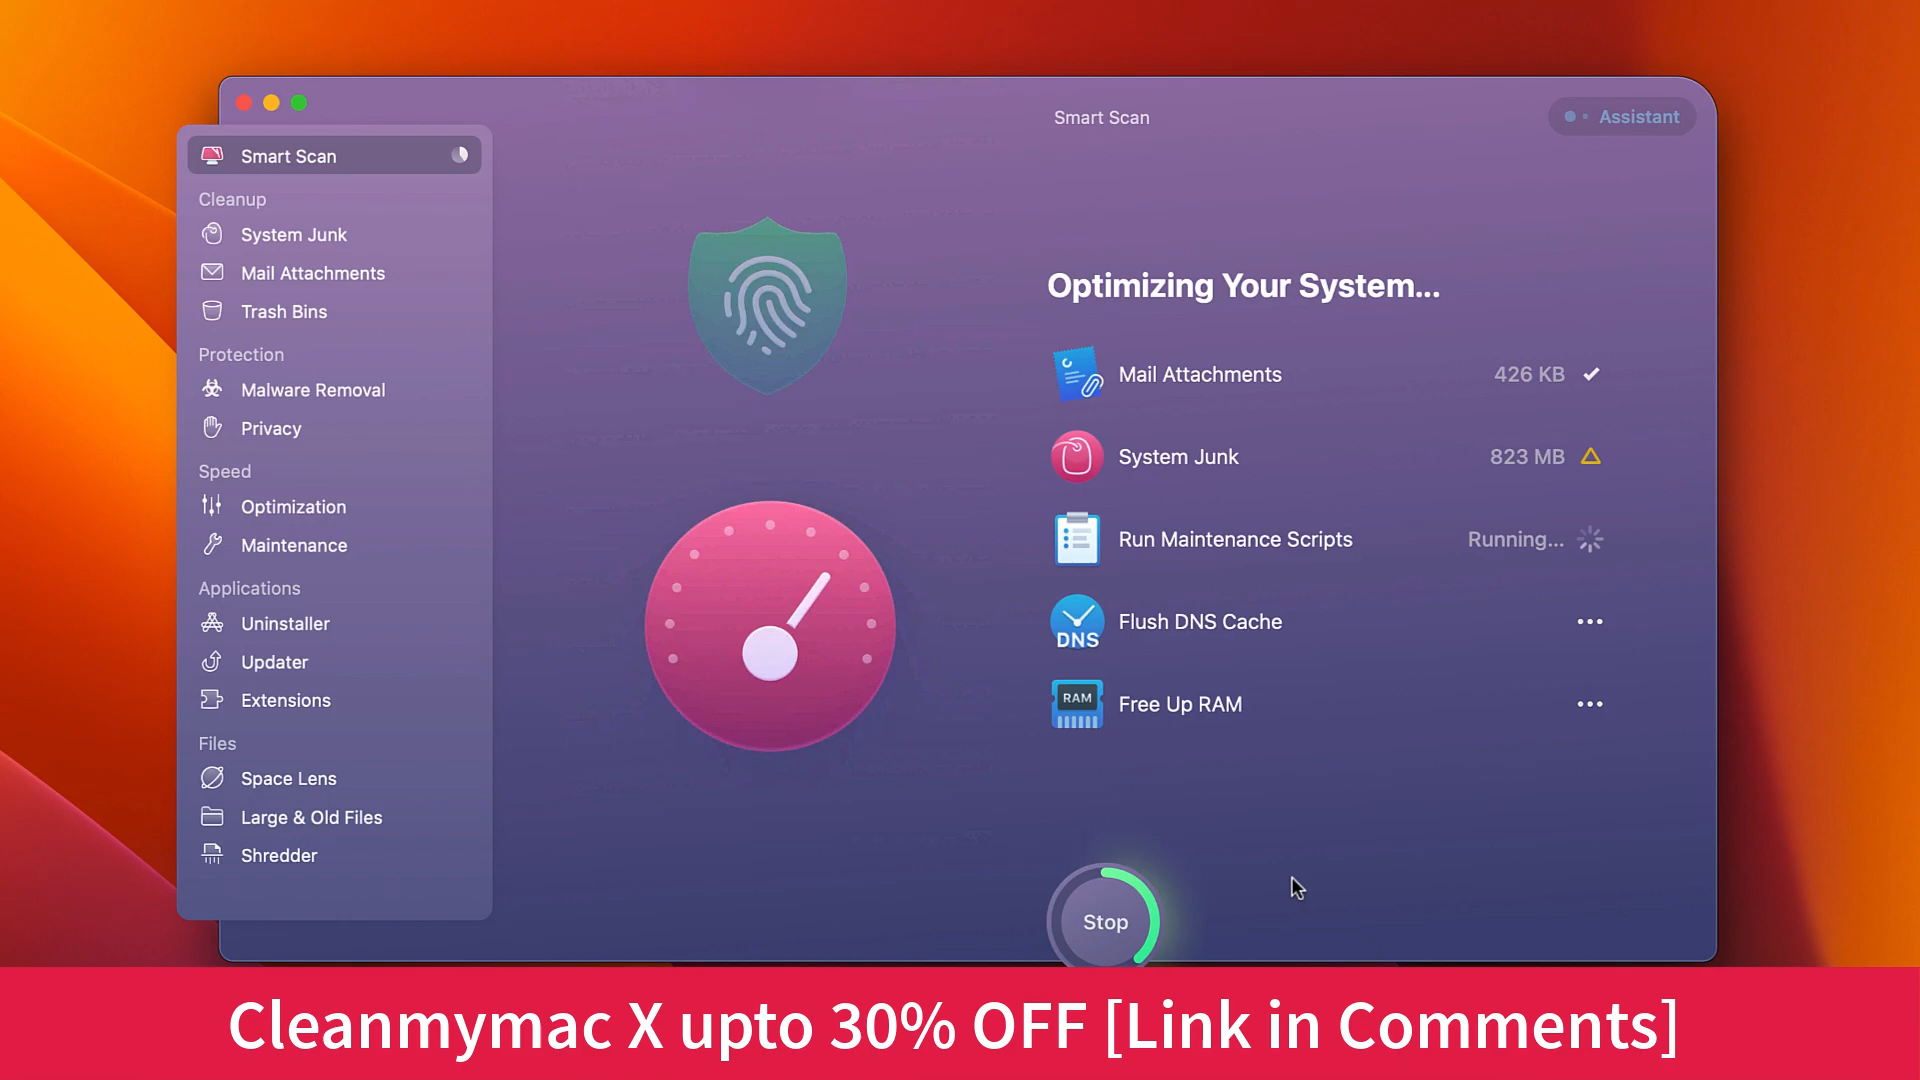 Smart Scan
Assistant
Smart Scan
Cleanup
System Junk
Mail Attachments
Trash Bins
Protection
Malware Removal
Privacy
Speed
Optimization
Maintenance
Applications
Uninstaller
Updater
Extensions
Files
Space Lens
Large & Old Files
Shredder
Optimizing Your System...
Mail Attachments 426 KB
System Junk 823 MB
Run Maintenance Scripts Running...
DNS Flush DNS Cache
RAM Free Up RAM
Stop
Cleanmymac X upto 30% OFF [Link in Comments]